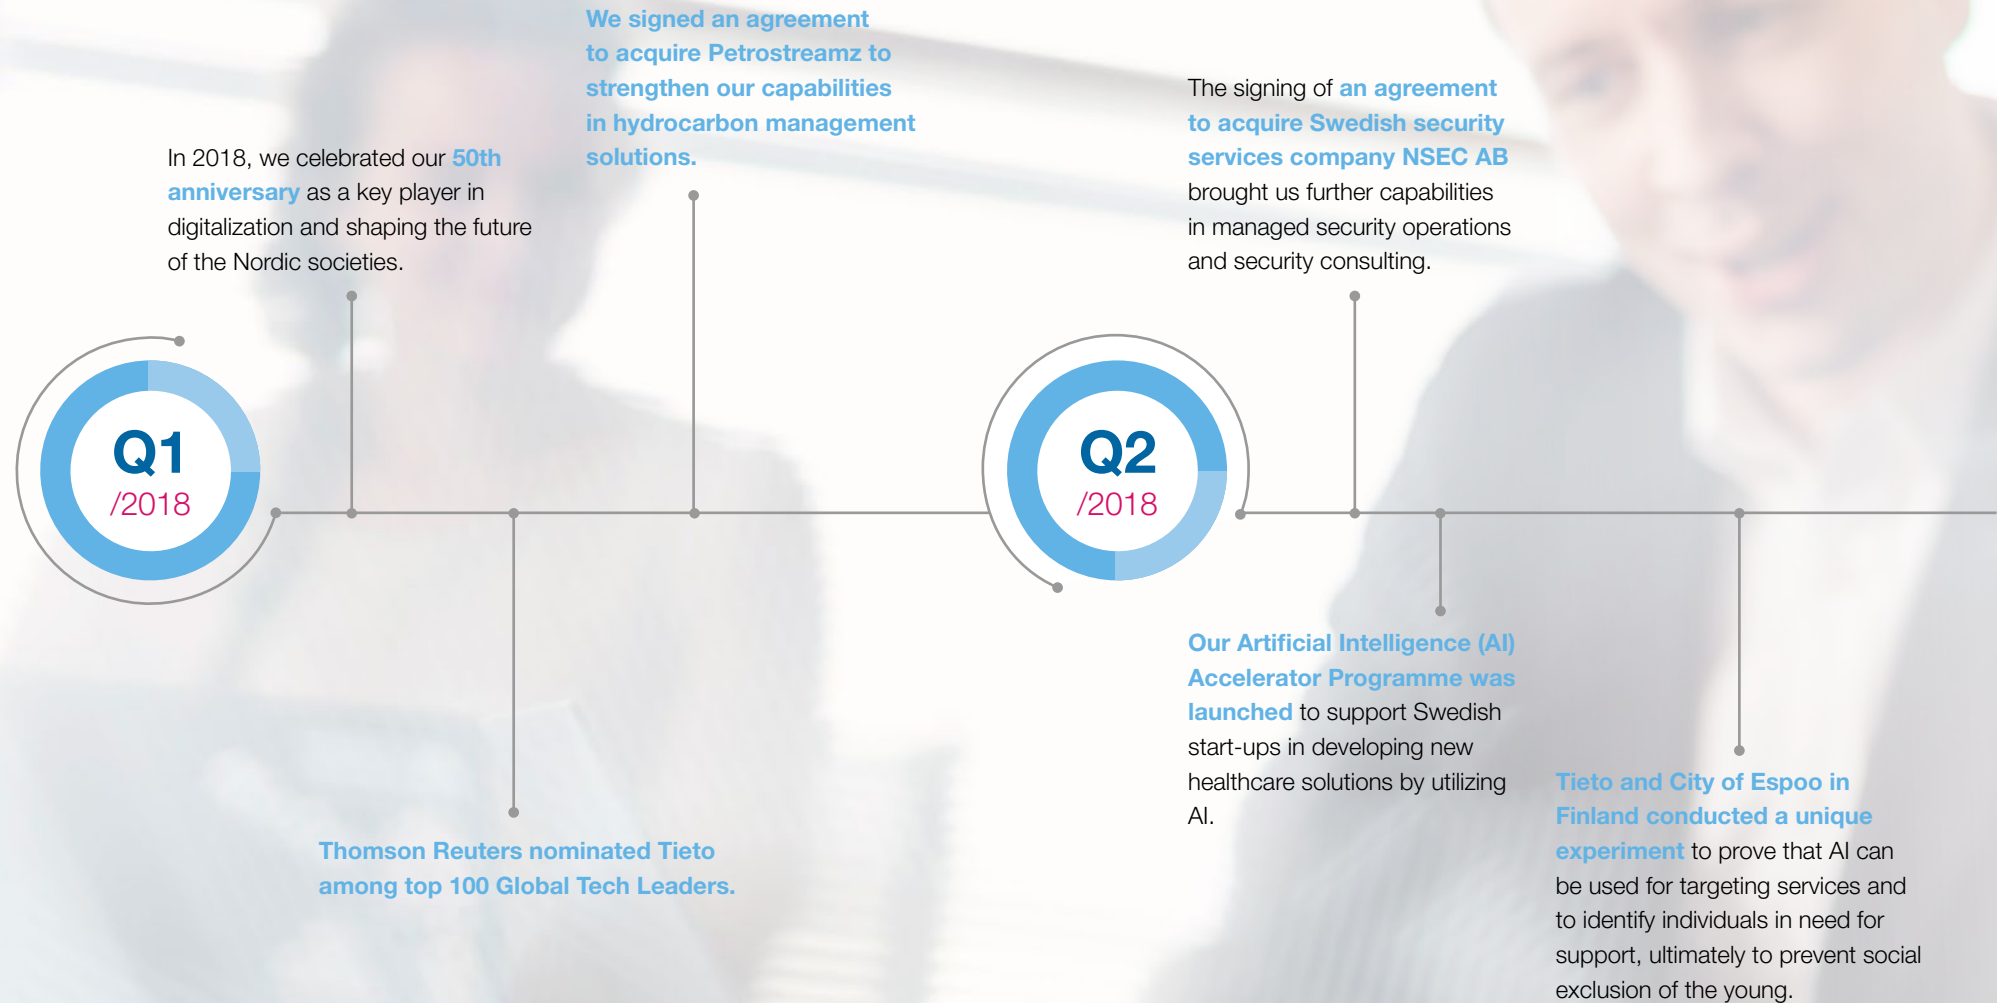 We signed an agreement
to acquire Petrostreamz to
strengthen our capabilities
in hydrocarbon management
solutions.
In 2018, we celebrated our 50th
anniversary as a key player in
digitalization and shaping the future
of the Nordic societies.
Q1
/2018
Thomson Reuters nominated Tieto
among top 100 Global Tech Leaders.
The signing of an agreement
to acquire Swedish security
services company NSEC AB
brought us further capabilities
in managed security operations
and security consulting.
Q2
/2018
Our Artificial Intelligence (AI)
Accelerator Programme was
launched to support Swedish
start-ups in developing new
healthcare solutions by utilizing
AI.
Tieto and City of Espoo in
Finland conducted a unique
experiment to prove that AI can
be used for targeting services and
to identify individuals in need for
support, ultimately to prevent social
exclusion of the young.